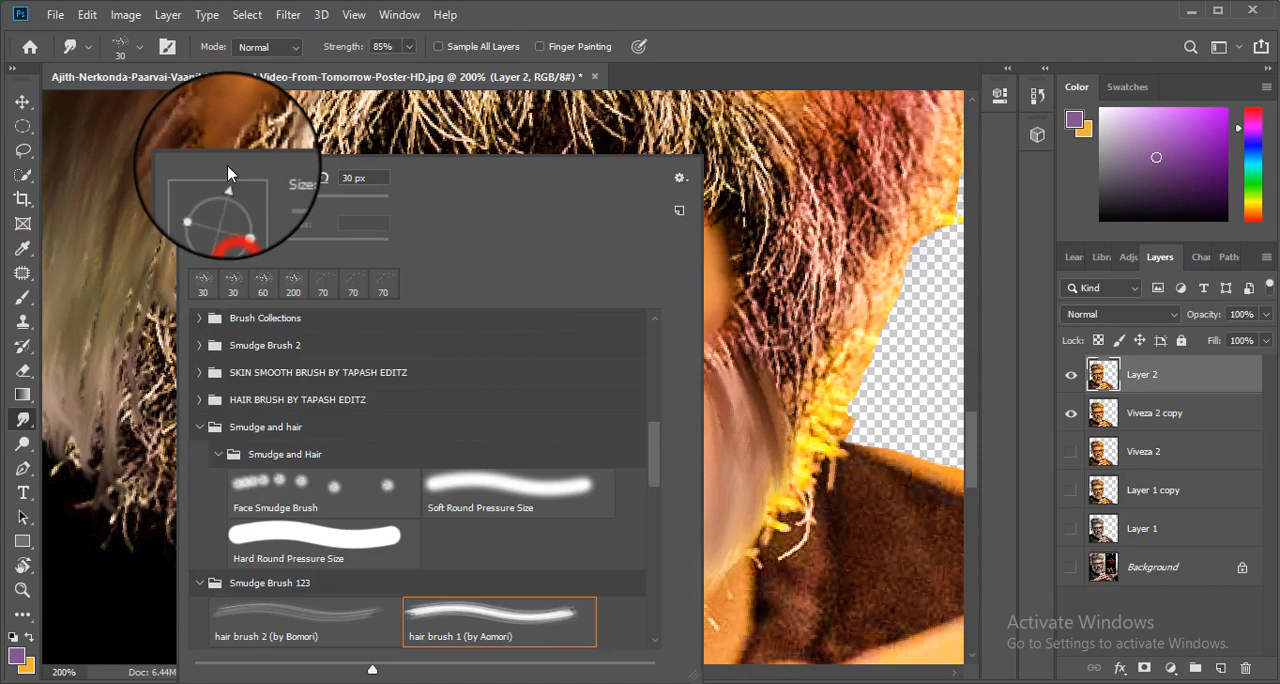 Ps File Edit Image Layer Type Select Filter 3D View Window Help
30 Mode: Normal Strength: 85% Sample All Layers Finger Painting
Ajith-Nerkonda-Paarvai-Vaanil Video-From-Tomorrow-Poster-HD.jpg @ 200% (Layer 2, RGB/8#) *
Size: 30 px
30 30 60 200 70 70 70
Brush Collections
Smudge Brush 2
SKIN SMOOTH BRUSH BY TAPASH EDITZ
HAIR BRUSH BY TAPASH EDITZ
Smudge and hair
Smudge and Hair
Face Smudge Brush Soft Round Pressure Size
Hard Round Pressure Size
Smudge Brush 123
hair brush 2 (by Bomori) hair brush 1 (by Aomori)
200% Doc: 6.44M
Color Swatches
Lear Libra Adju Layers Char Path
Kind
Normal Opacity: 100%
Lock: Fill: 100%
Layer 2
Viveza 2 copy
Viveza 2
Layer 1 copy
Layer 1
Background
Activate Windows
Go to Settings to activate Windows.
fx